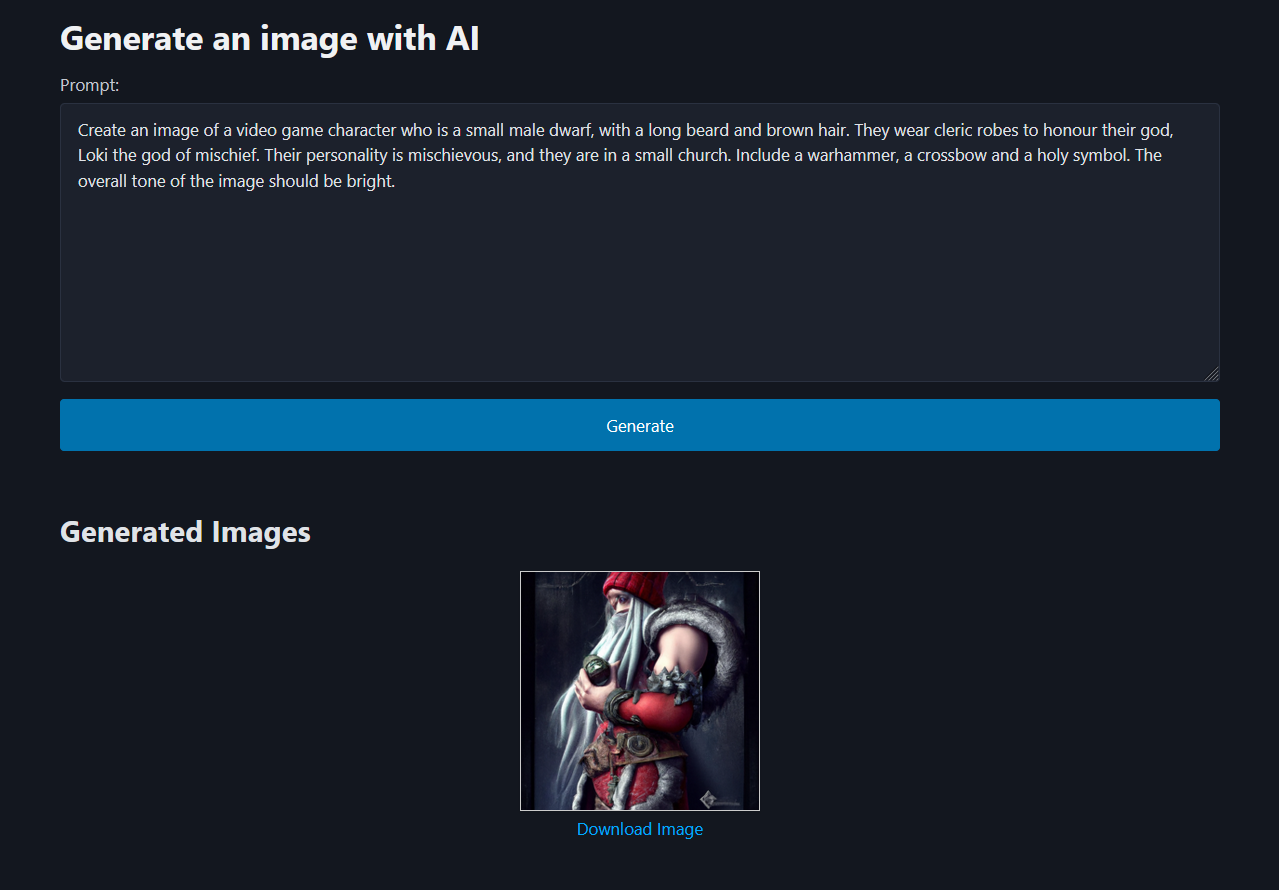 Generate an image with AI
Prompt:
Create an image of a video game character who is a small male dwarf, with a long beard and brown hair. They wear cleric robes to honour their god,
Loki the god of mischief. Their personality is mischievous, and they are in a small church. Include a warhammer, a crossbow and a holy symbol. The
overall tone of the image should be bright.
Generate
Generated Images
Download Image